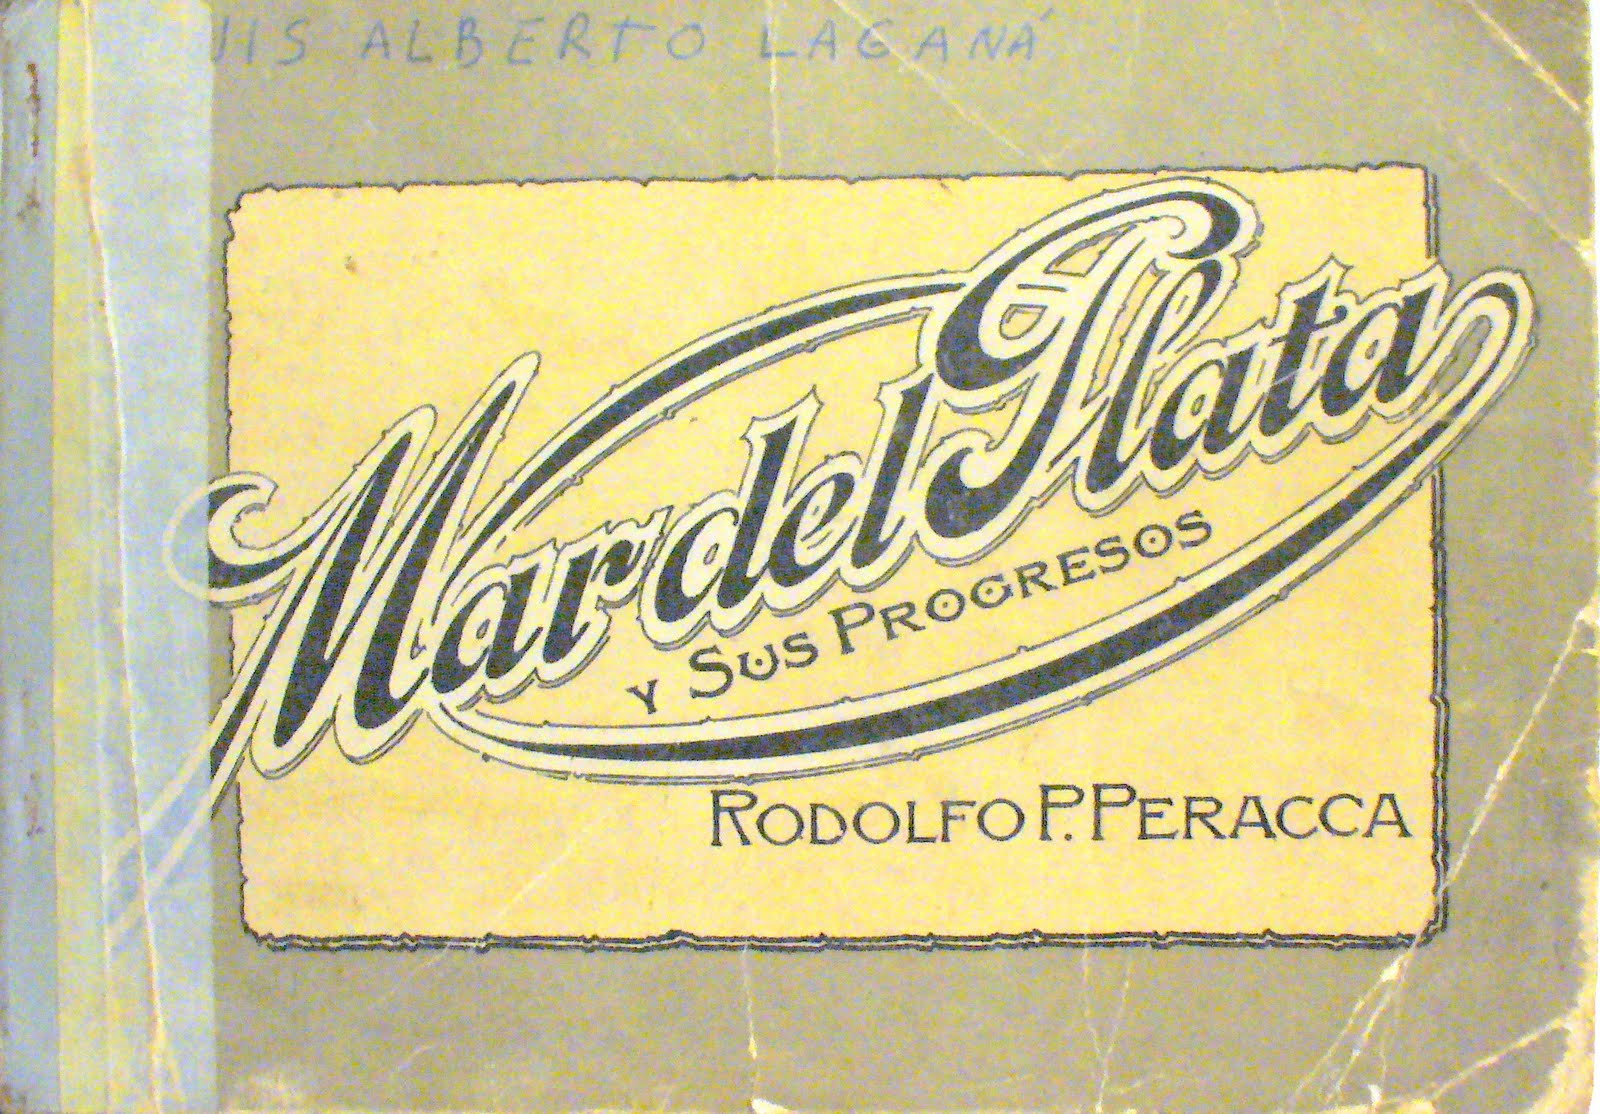 UIS ALBERTO LAGANÁ
Mar del Plata
Y SUS PROGRESOS
RODOLFO P. PERACCA